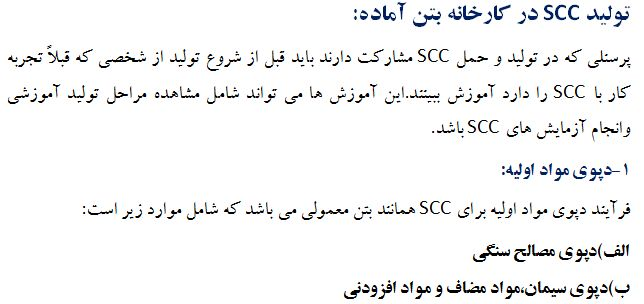 تولید SCC در کارخانه بتن آماده:
پرسنلی که در تولید و حمل SCC مشارکت دارند باید قبل از شروع تولید از شخصی که قبلاً تجربه
کار با SCC را دارد آموزش ببینند.این آموزش ها می تواند شامل مشاهده مراحل تولید آموزشی
وانجام آزمایش های SCC باشد.
۱-دپوی مواد اولیه:
فرآیند دپوی مواد اولیه برای SCC همانند بتن معمولی می باشد که شامل موارد زیر است:
الف)دپوی مصالح سنگی
ب)دپوی سیمان،مواد مضاف و مواد افزودنی